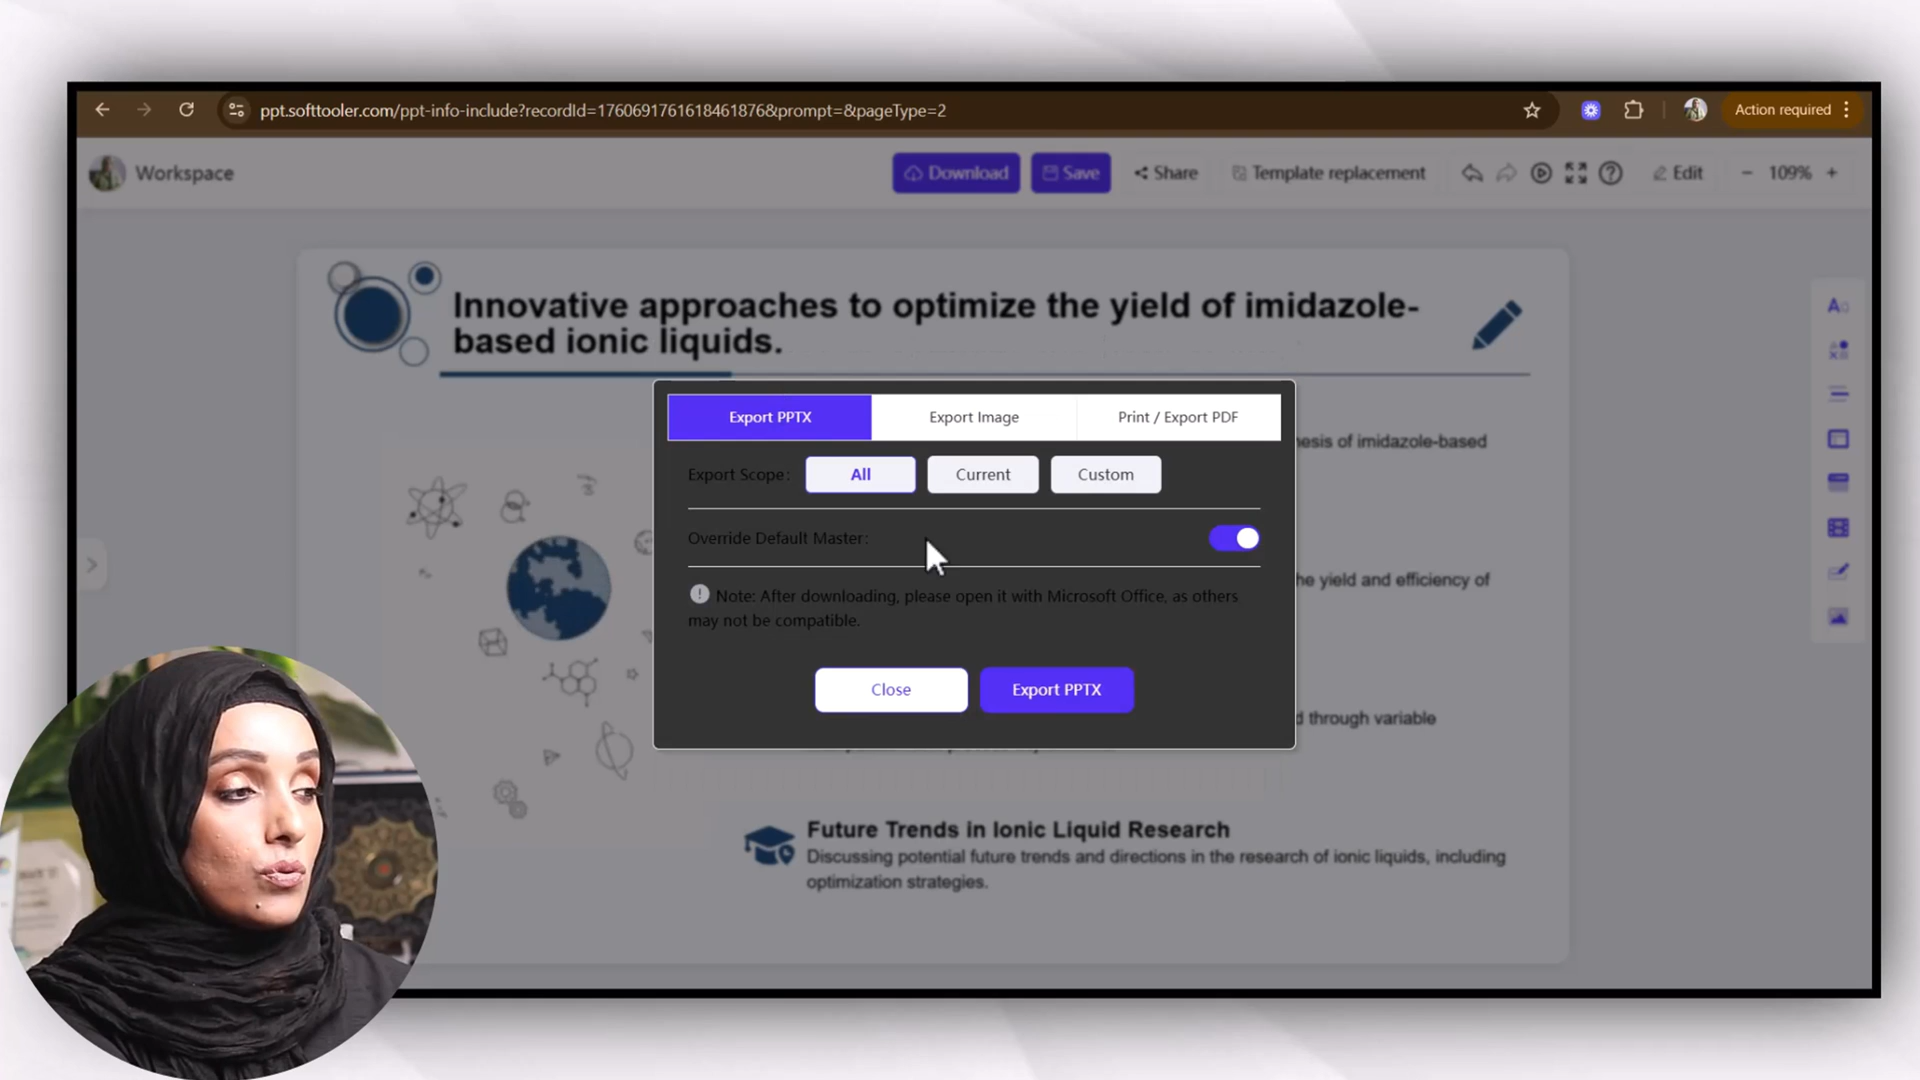 ppt.softtooler.com/ppt-info-include?recordId=1760691761618461876&prompt=&pageType=2
Action required
Workspace
Download
Save
Share
Template replacement
Edit
− 109% +
Innovative approaches to optimize the yield of imidazole-
based ionic liquids.
Export PPTX
Export Image
Print / Export PDF
nesis of imidazole-based
Export Scope:
All
Current
Custom
Override Default Master:
he yield and efficiency of
Note: After downloading, please open it with Microsoft Office, as others
may not be compatible.
Close
Export PPTX
d through variable
Future Trends in Ionic Liquid Research
Discussing potential future trends and directions in the research of ionic liquids, including
optimization strategies.